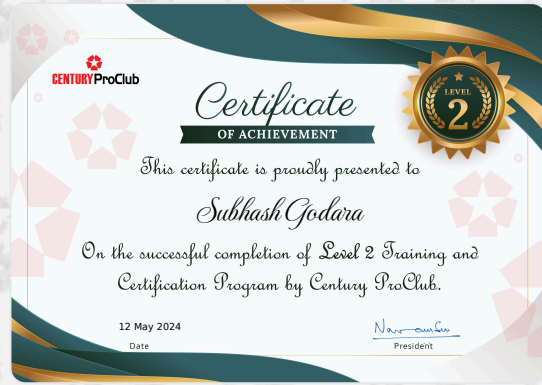 CENTURY ProClub
Certificate
OF ACHIEVEMENT
LEVEL
2
This certificate is proudly presented to
Subhash Godara
On the successful completion of Level 2 Training and
Certification Program by Century ProClub.
12 May 2024
Date
President